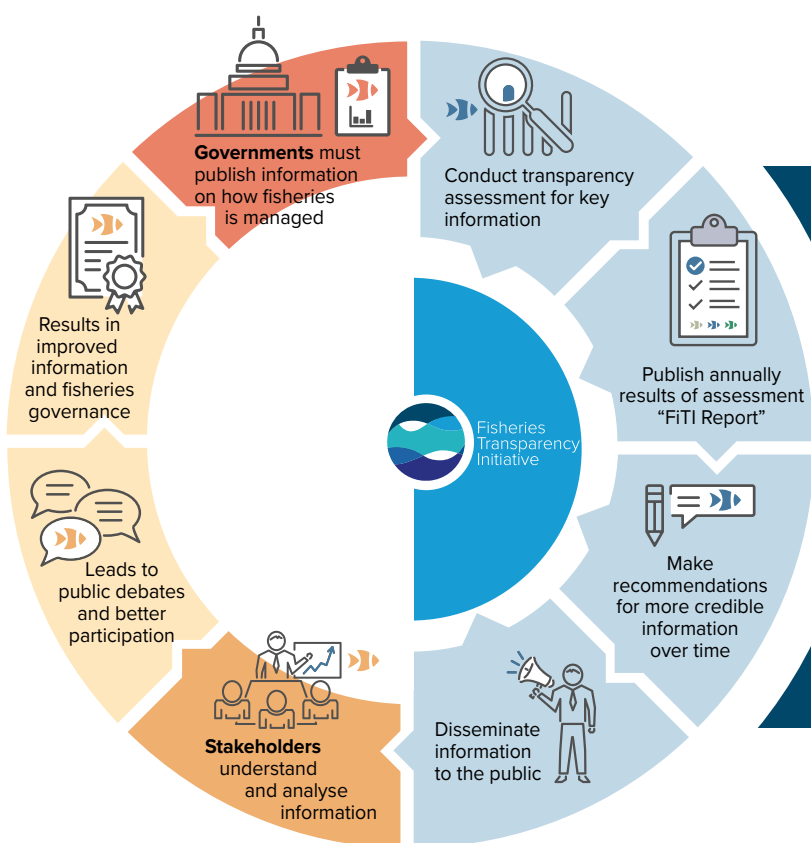 Governments must
publish information
on how fisheries
is managed
Conduct transparency
assessment for key
information
Publish annually
results of assessment
“FiTI Report”
Make
recommendations
for more credible
information
over time
Disseminate
information
to the public
Stakeholders
understand
and analyse
information
Leads to
public debates
and better
participation
Results in
improved
information
and fisheries
governance
Fisheries
Transparency
Initiative